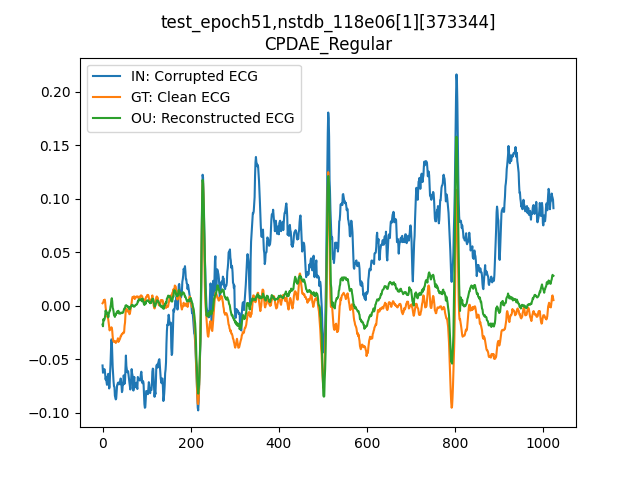 test_epoch51,nstdb_118e06[1][373344]
CPDAE_Regular
IN: Corrupted ECG
GT: Clean ECG
OU: Reconstructed ECG
0.20
0.15
0.10
0.05
0.00
−0.05
−0.10
0 200 400 600 800 1000